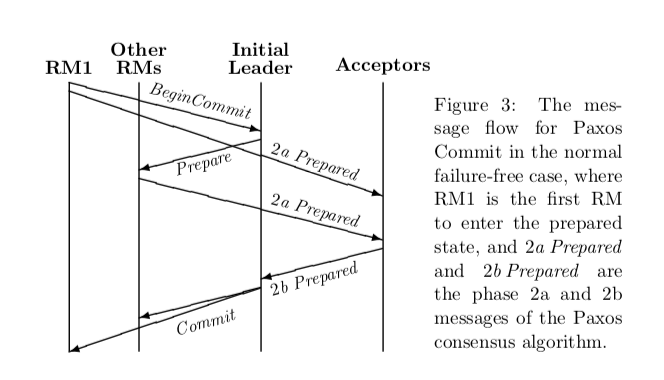 Other
RMs
Initial
Leader
RM1
Acceptors
BeginCommit
2a Prepared
Prepare
2a Prepared
2b Prepared
Commit
Figure 3: The mes-
sage flow for Paxos
Commit in the normal
failure-free case, where
RM1 is the first RM
to enter the prepared
state, and 2a Prepared
and 2b Prepared are
the phase 2a and 2b
messages of the Paxos
consensus algorithm.